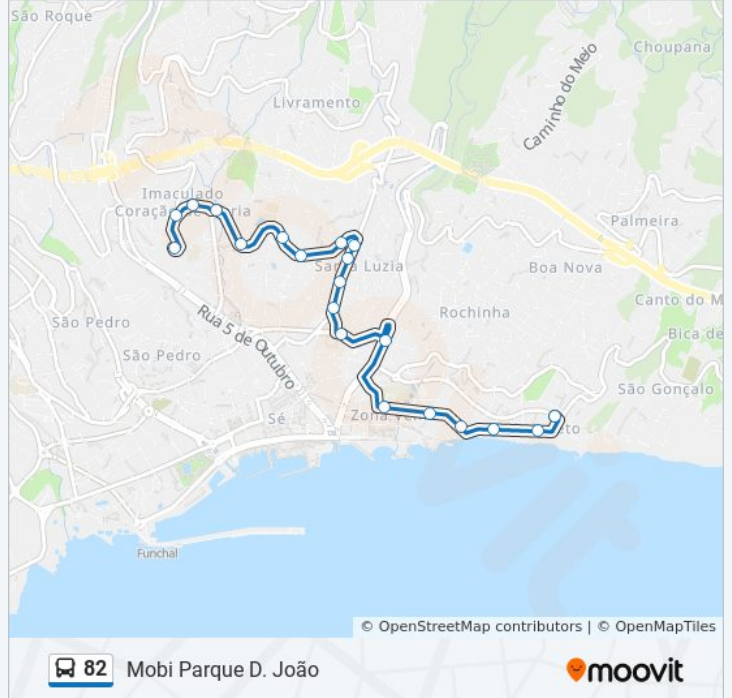 São Roque
Choupana
Caminho do Meio
Livramento
Imaculado
Palmeira
Santa Luzia
Boa Nova
Canto do M
Rochinha
São Pedro
Rua 5 de Outubro
Bica de
São Pedro
São Gonçalo
Sé
Funchal
© OpenStreetMap contributors | © OpenMapTiles
82 Mobi Parque D. João
moovit